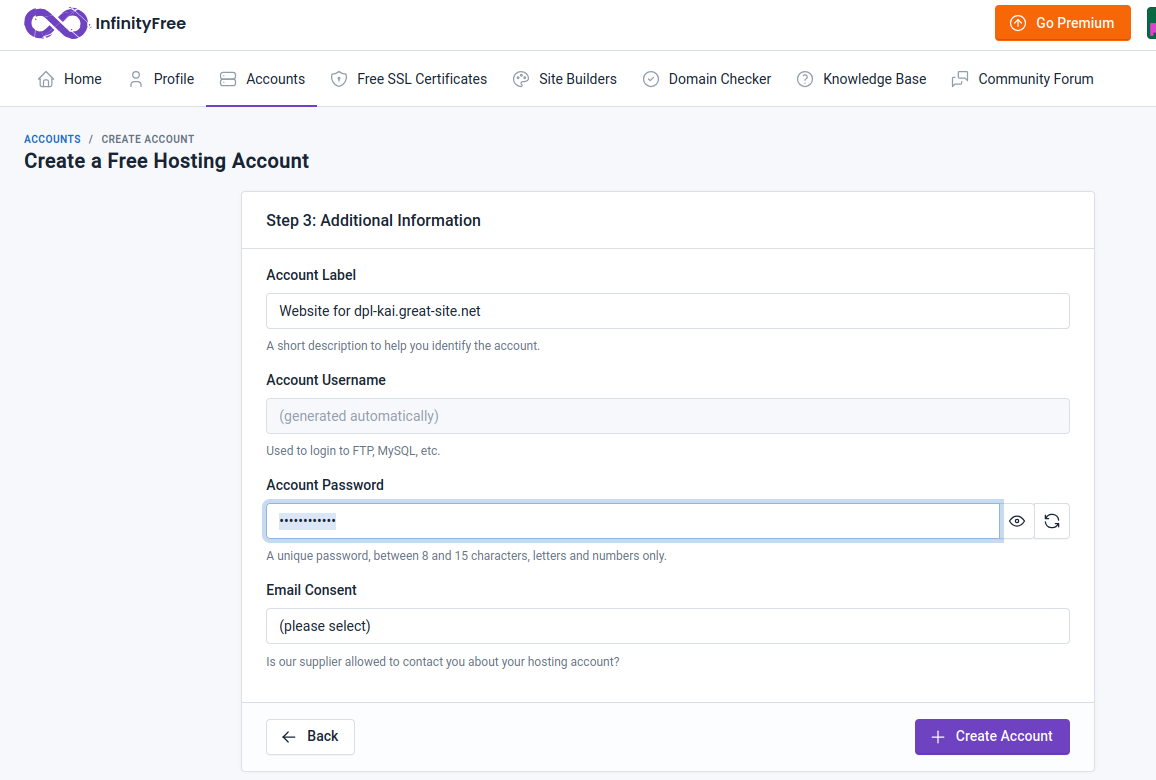 InfinityFree
Go Premium
Home
Profile
Accounts
Free SSL Certificates
Site Builders
Domain Checker
Knowledge Base
Community Forum
ACCOUNTS / CREATE ACCOUNT
Create a Free Hosting Account
Step 3: Additional Information
Account Label
Website for dpl-kai.great-site.net
A short description to help you identify the account.
Account Username
(generated automatically)
Used to login to FTP, MySQL, etc.
Account Password
••••••••••••
A unique password, between 8 and 15 characters, letters and numbers only.
Email Consent
(please select)
Is our supplier allowed to contact you about your hosting account?
Back
Create Account